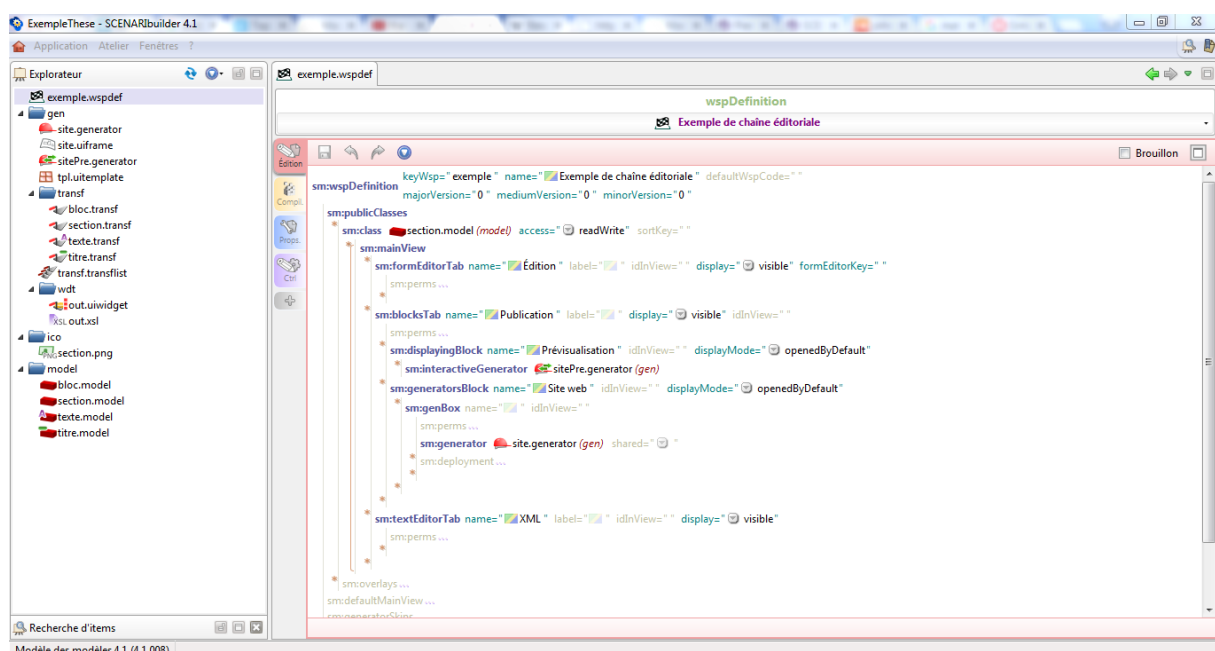 ExempleThese - SCENARIbuilder 4.1
Application Atelier Fenêtres ?
Explorateur
exemple.wspdef
gen
site.generator
site.uiframe
sitePre.generator
tpl.uitemplate
transf
bloc.transf
section.transf
texte.transf
titre.transf
transf.transflist
wdt
out.uiwidget
XSL out.xsl
ico
section.png
model
bloc.model
section.model
texte.model
titre.model
Recherche d'items
Modèle des modèles 4.1 (4.1.008)
exemple.wspdef
wspDefinition
Exemple de chaîne éditoriale
Édition
Compil.
Props.
Ctrl
Brouillon
sm:wspDefinition keyWsp="exemple" name="Exemple de chaîne éditoriale" defaultWspCode=""
majorVersion="0" mediumVersion="0" minorVersion="0"
sm:publicClasses
sm:class section.model (model) access="readWrite" sortKey=""
sm:mainView
sm:formEditorTab name="Édition" label="" idInView="" display="visible" formEditorKey=""
sm:perms ...
sm:blocksTab name="Publication" label="" display="visible" idInView=""
sm:perms ...
sm:displayingBlock name="Prévisualisation" idInView="" displayMode="openedByDefault"
sm:interactiveGenerator sitePre.generator (gen)
sm:generatorsBlock name="Site web" idInView="" displayMode="openedByDefault"
sm:genBox name="" idInView=""
sm:perms ...
sm:generator site.generator (gen) shared=""
sm:deployment ...
sm:textEditorTab name="XML" label="" idInView="" display="visible"
sm:perms ...
sm:overlays ...
sm:defaultMainView ...
sm:generatorSkins